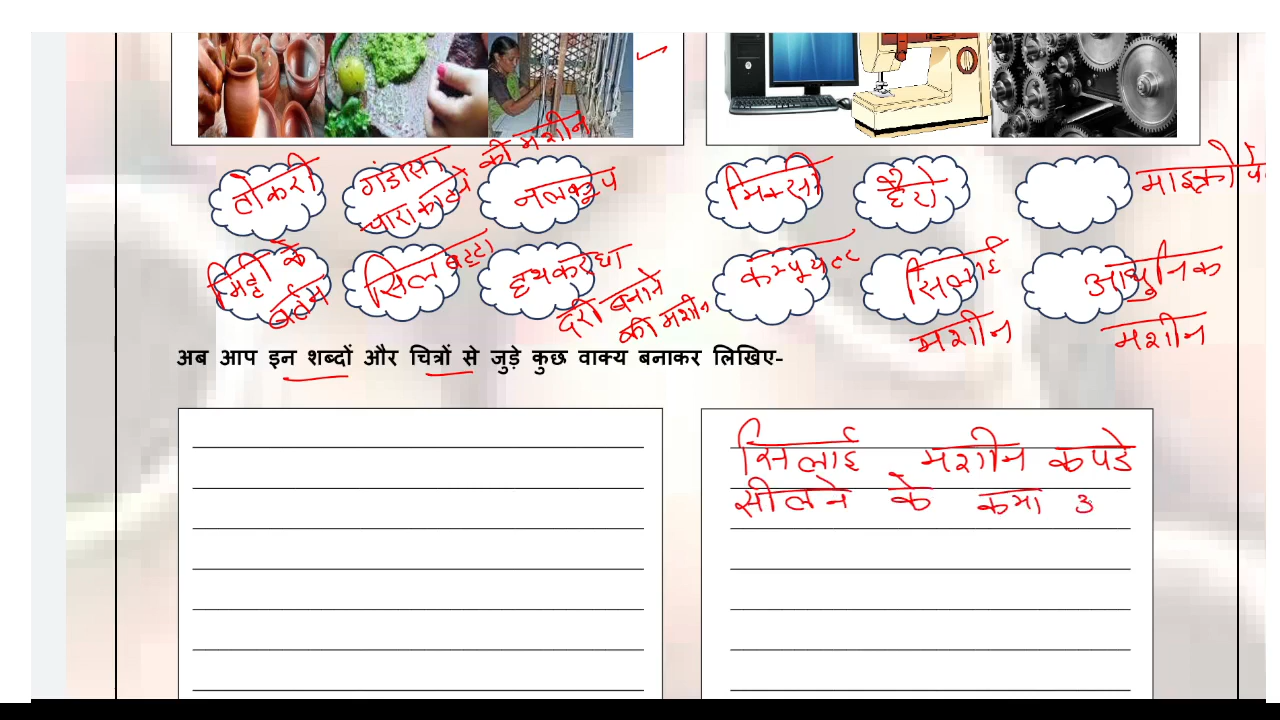 टोकरी
गंडासा
चारा काटने की मशीन
नलकूप
मिक्सी
हैरो
माइक्रो
मिट्टी के
बर्तन
सिल बट्टा
हथकरघा
दरी बनाने
की मशीन
कम्प्यूटर
सिलाई
मशीन
आधुनिक
मशीन
अब आप इन शब्दों और चित्रों से जुड़े कुछ वाक्य बनाकर लिखिए-
सिलाई मशीन कपडे
सीलने के कमा